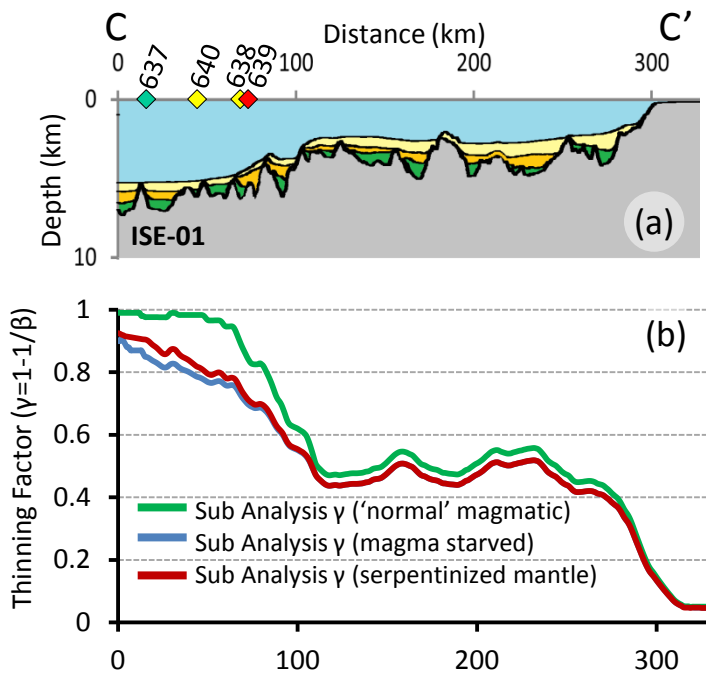 C
Distance (km)
C’
0
100
200
300
637
640
638
639
0
Depth (km)
10
ISE-01
(a)
1
0.8
0.6
0.4
0.2
0
Thinning Factor (γ=1-1/β)
(b)
Sub Analysis γ (‘normal’ magmatic)
Sub Analysis γ (magma starved)
Sub Analysis γ (serpentinized mantle)
0
100
200
300